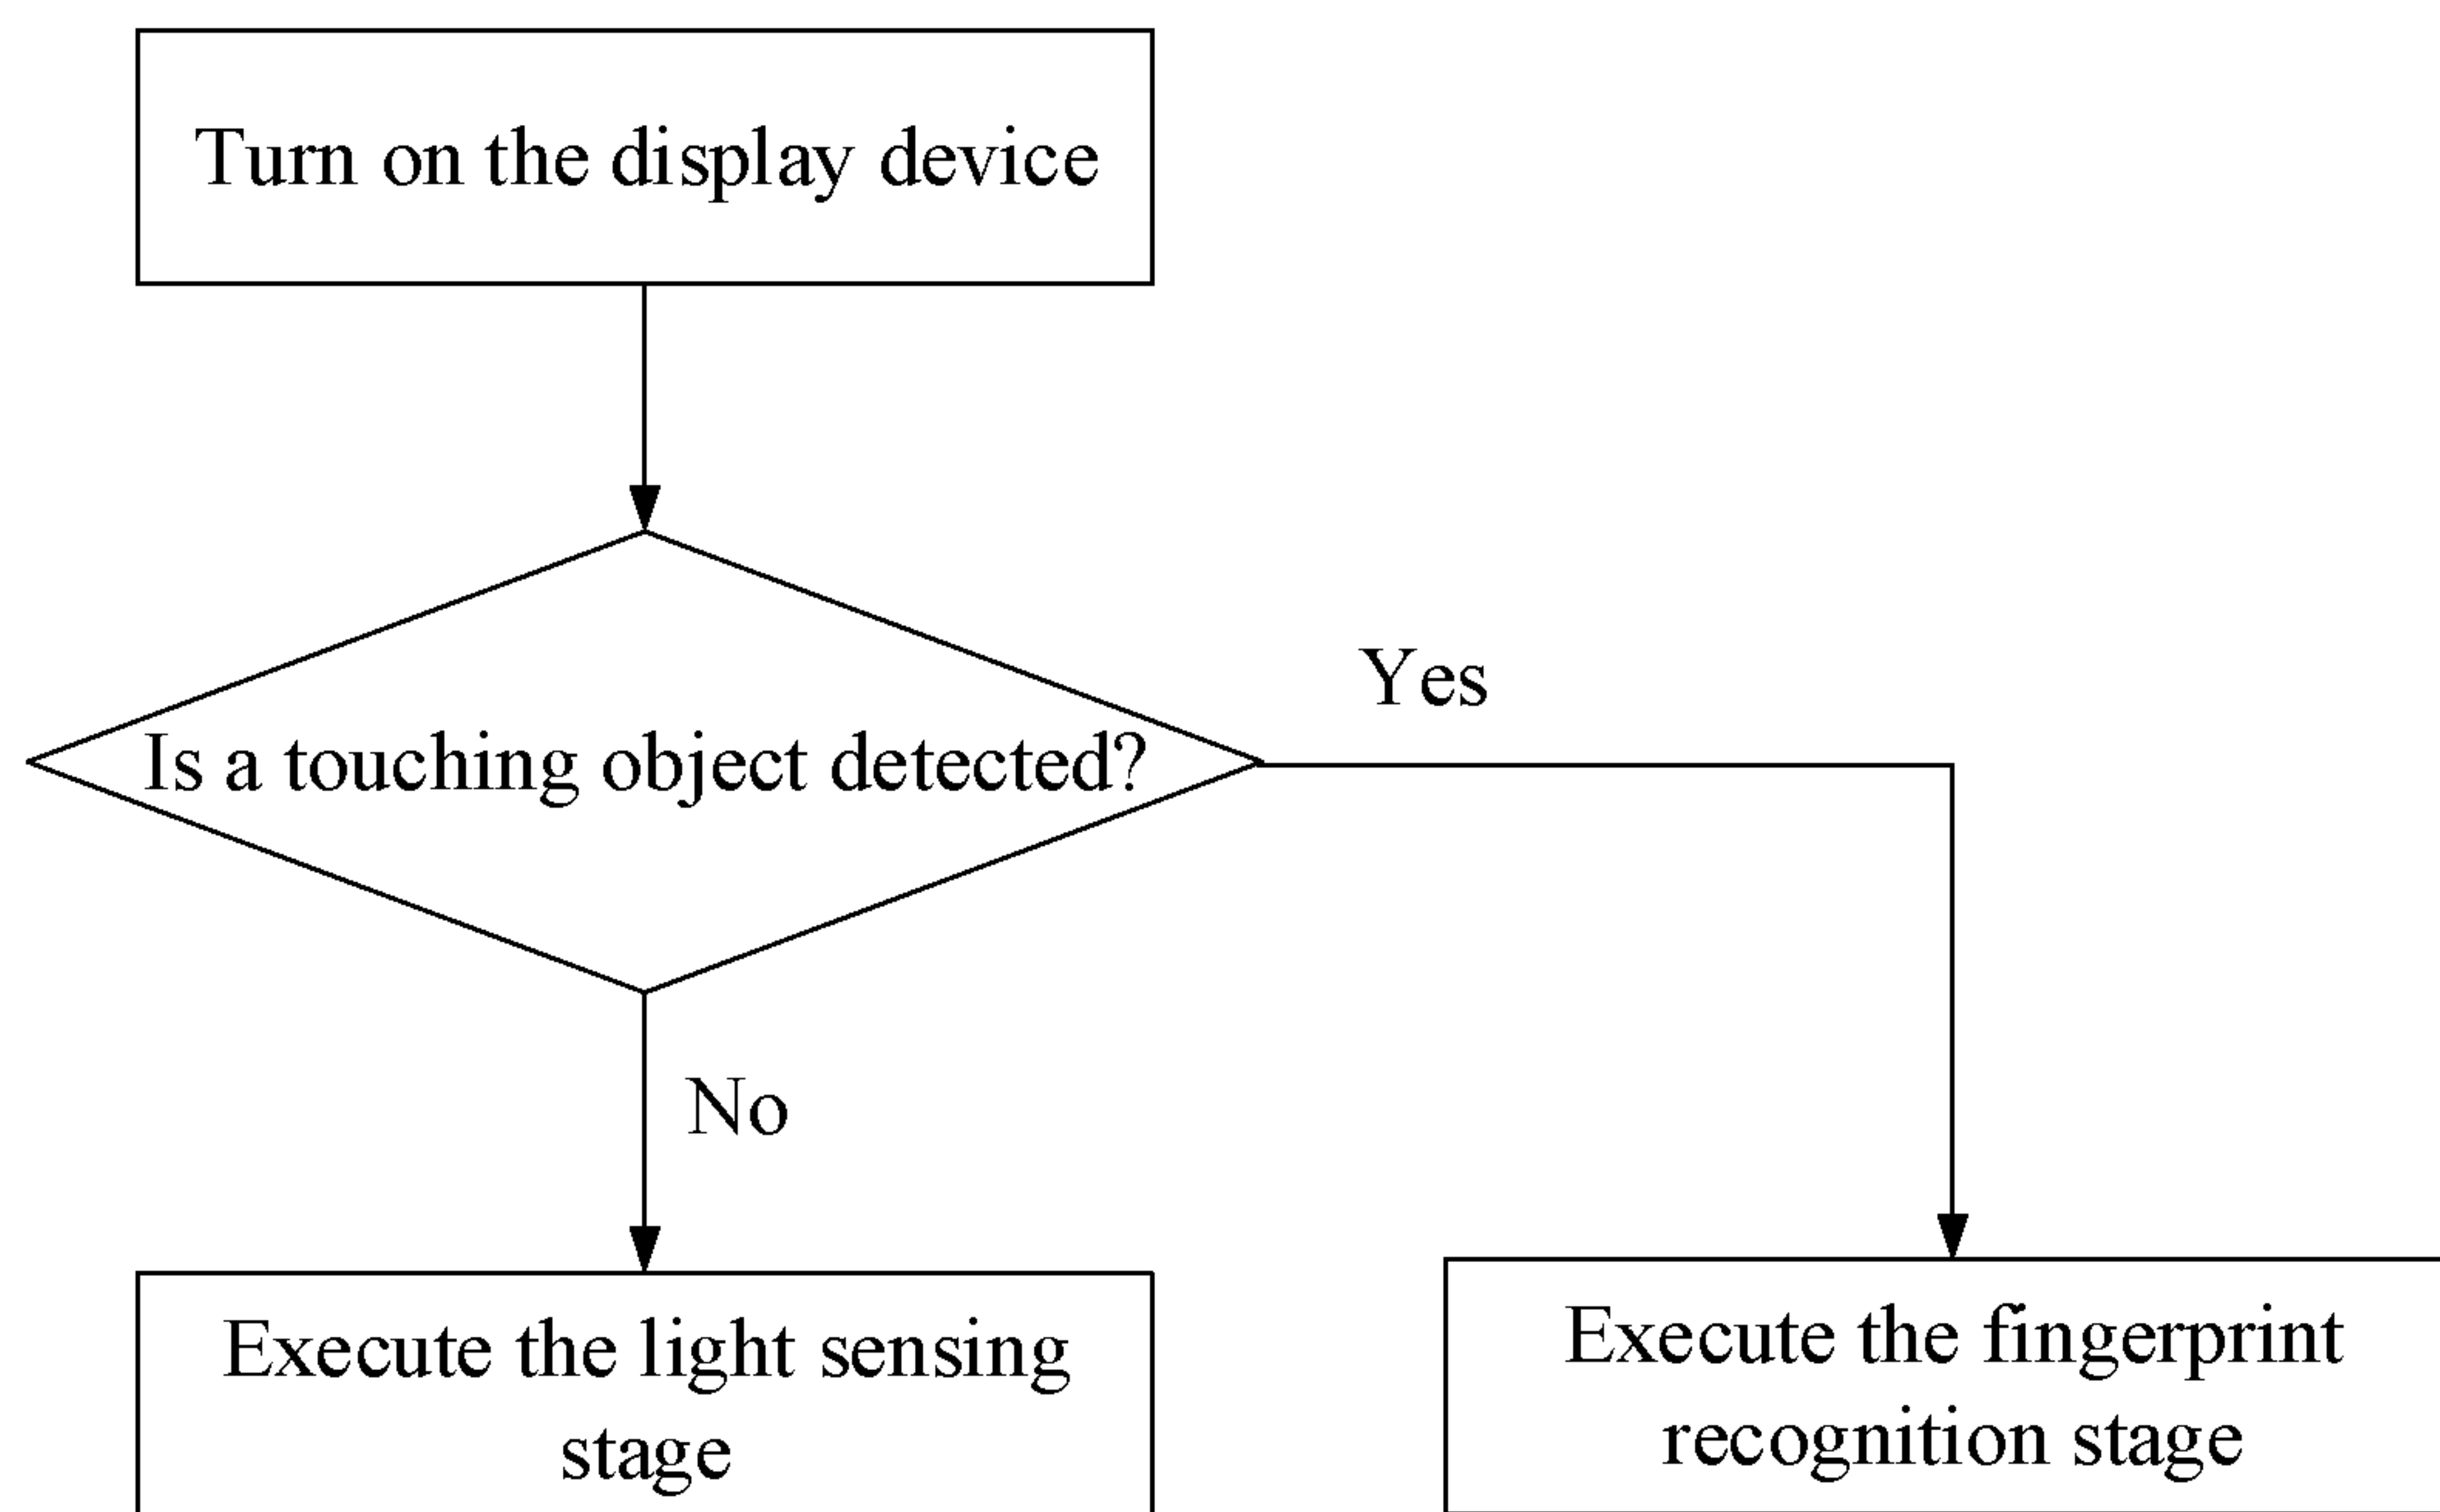 Turn on the display device
Is a touching object detected?
Yes
No
Execute the light sensing
stage
Execute the fingerprint
recognition stage